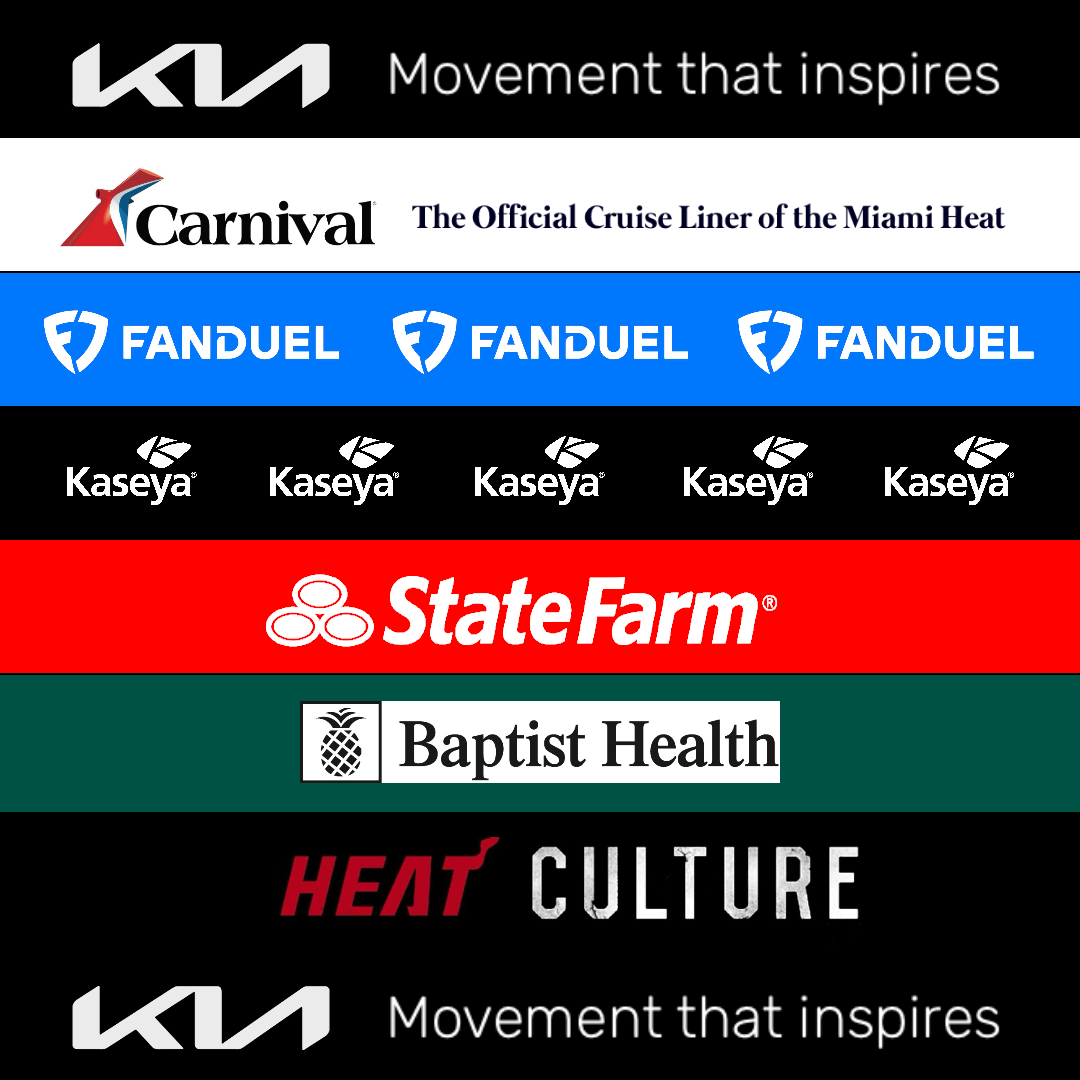 KIA Movement that inspires
Carnival® The Official Cruise Liner of the Miami Heat
FANDUEL FANDUEL FANDUEL
Kaseya® Kaseya® Kaseya® Kaseya® Kaseya®
StateFarm®
Baptist Health
HEAT CULTURE
KIA Movement that inspires